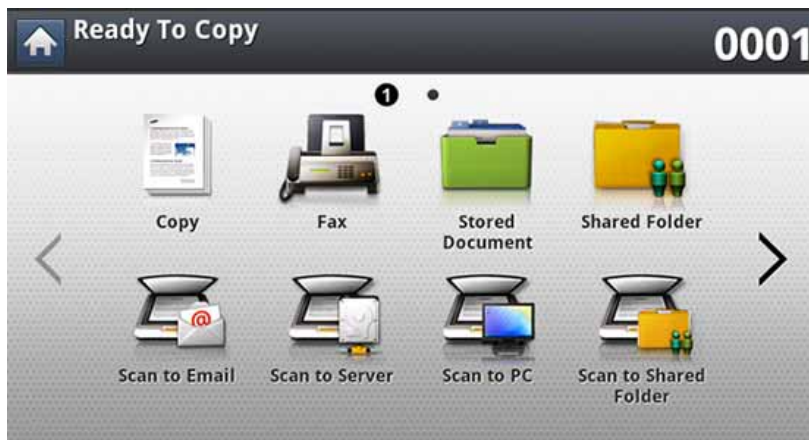 Ready To Copy
0001
1
Copy
Fax
Stored
Document
Shared Folder
Scan to Email
Scan to Server
Scan to PC
Scan to Shared
Folder